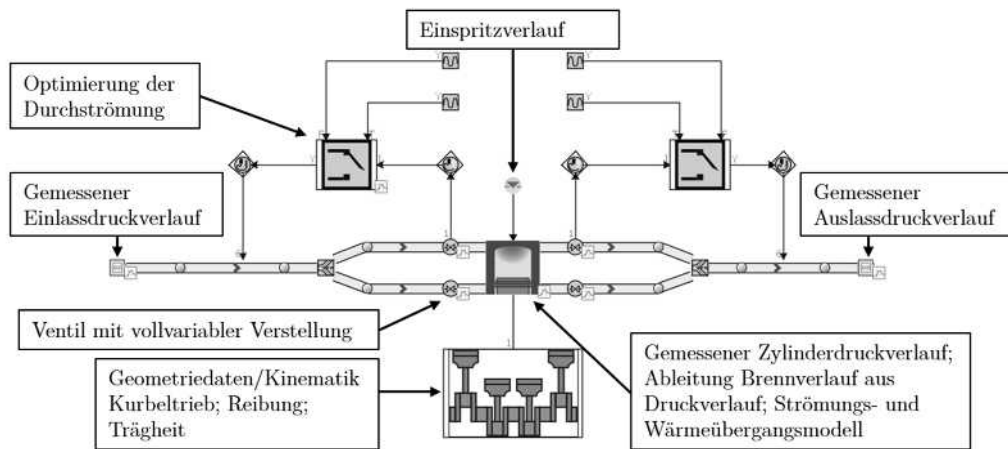 Einspritzverlauf
Optimierung der
Durchströmung
Gemessener
Einlassdruckverlauf
Gemessener
Auslassdruckverlauf
Ventil mit vollvariabler Verstellung
Geometriedaten/Kinematik
Kurbeltrieb; Reibung;
Trägheit
Gemessener Zylinderdruckverlauf;
Ableitung Brennverlauf aus
Druckverlauf; Strömungs- und
Wärmeübergangsmodell